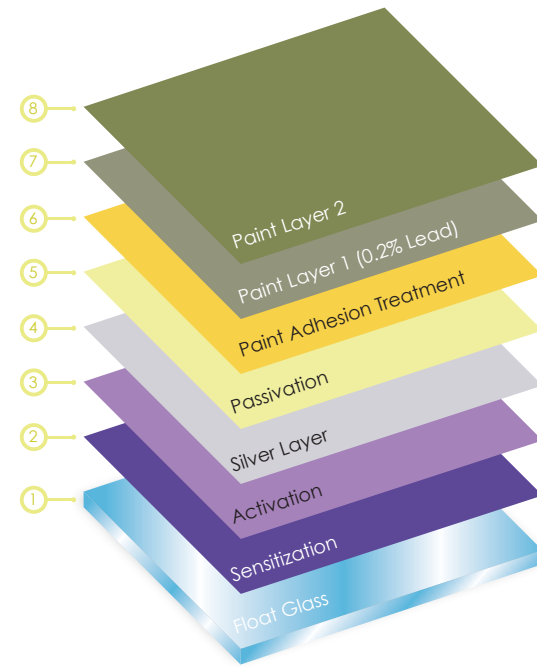 8
Paint Layer 2
7
Paint Layer 1 (0.2% Lead)
6
Paint Adhesion Treatment
5
Passivation
4
Silver Layer
3
Activation
2
Sensitization
1
Float Glass